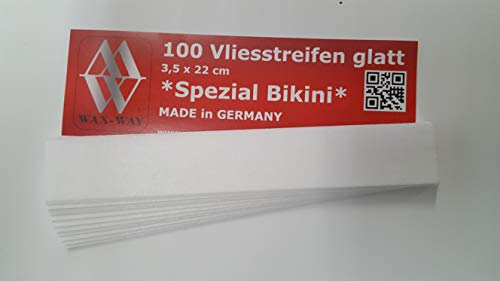 100 Vliesstreifen glatt
3,5 x 22 cm
*Spezial Bikini*
MADE in GERMANY
WAX-WAY